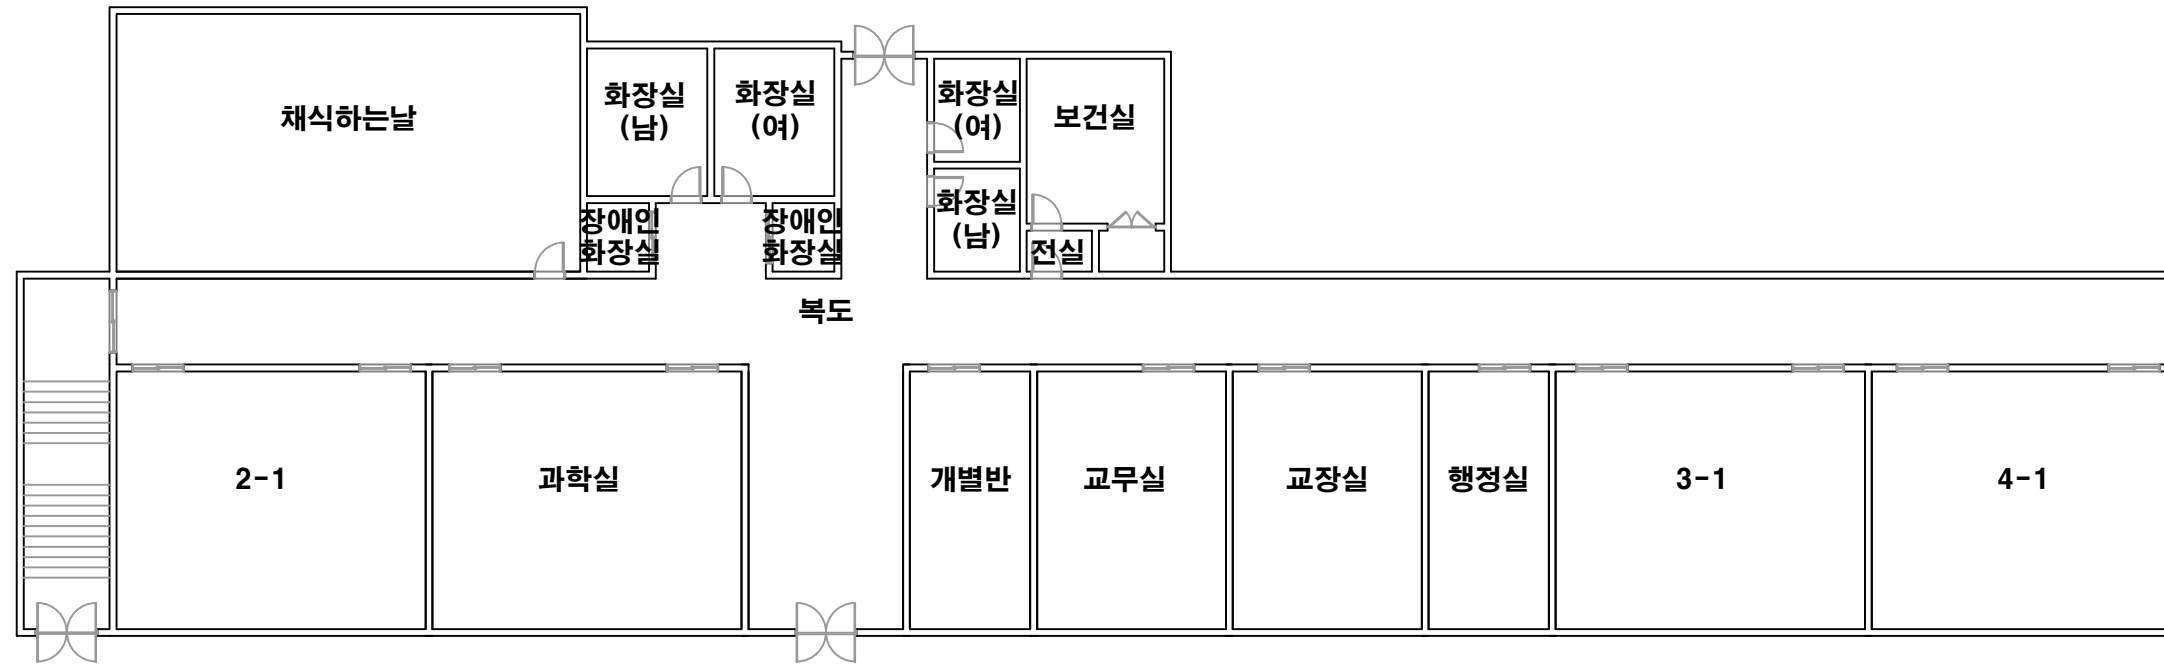 채식하는날
화장실
(남)
화장실
(여)
화장실
(여)
보건실
화장실
(남)
장애인
화장실
장애인
화장실
전실
복도
2-1
과학실
개별반
교무실
교장실
행정실
3-1
4-1